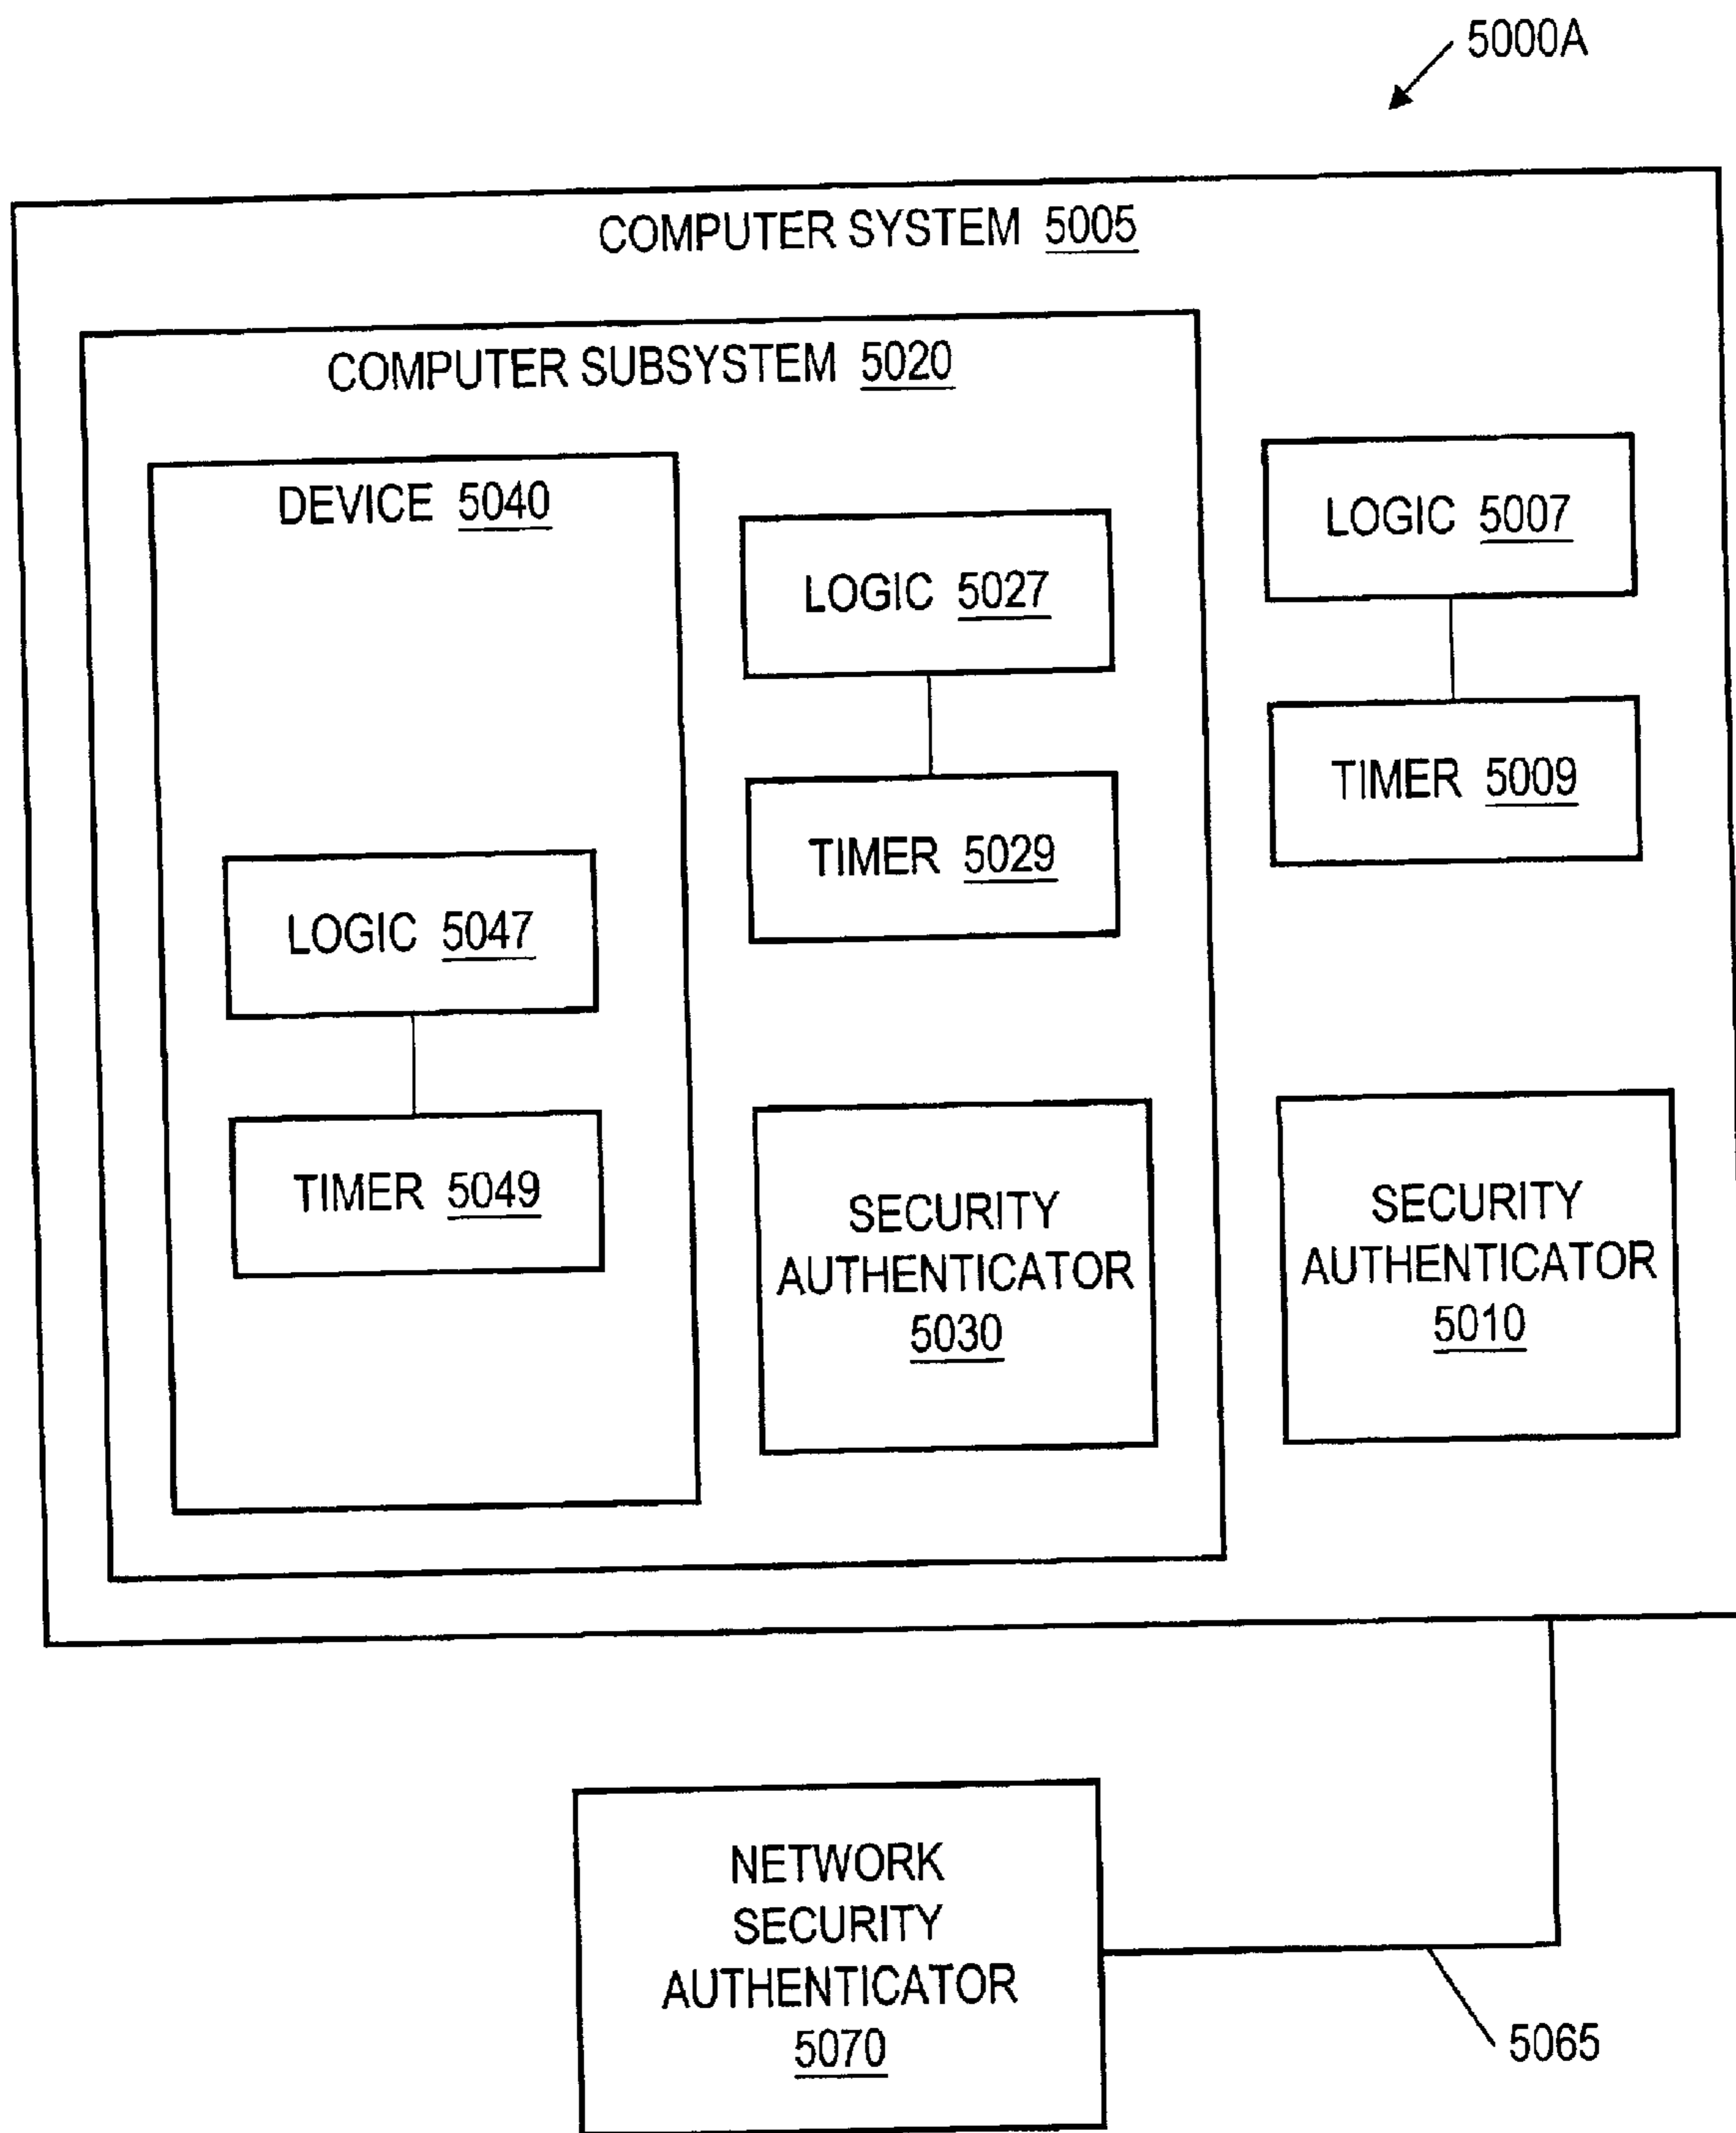 5000A
COMPUTER SYSTEM 5005
COMPUTER SUBSYSTEM 5020
DEVICE 5040
LOGIC 5047
TIMER 5049
LOGIC 5027
TIMER 5029
SECURITY
AUTHENTICATOR
5030
LOGIC 5007
TIMER 5009
SECURITY
AUTHENTICATOR
5010
NETWORK
SECURITY
AUTHENTICATOR
5070
5065